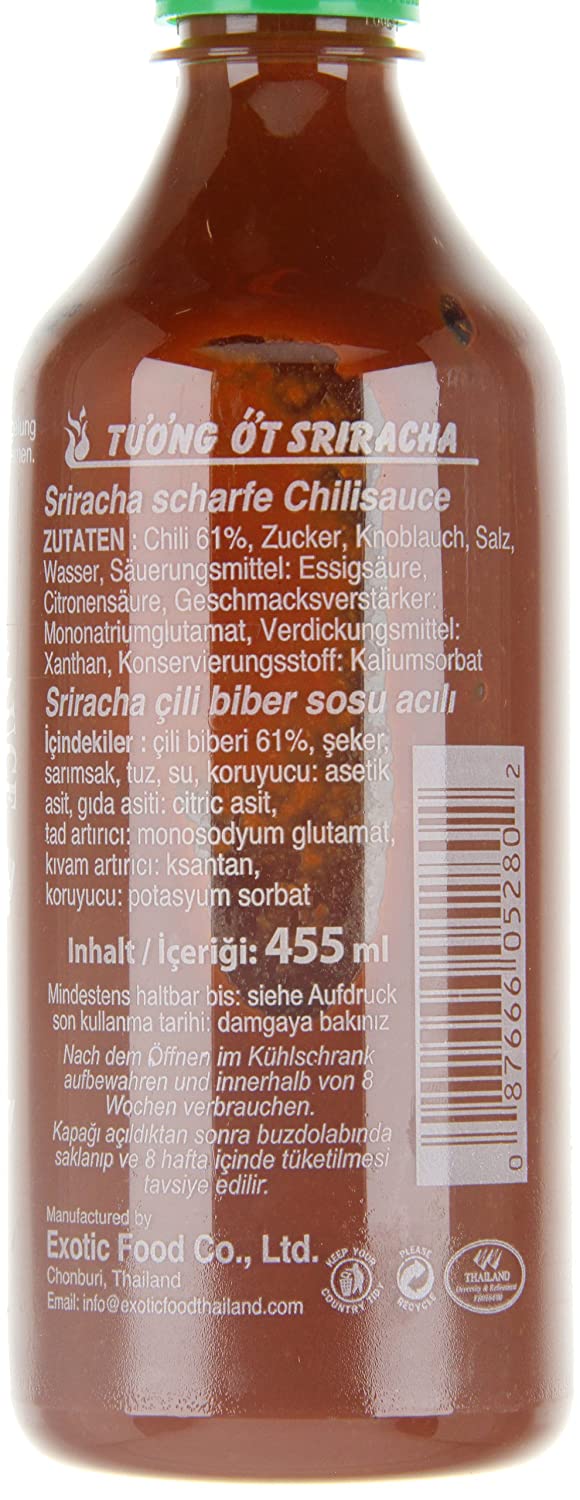 TƯƠNG ỚT SRIRACHA
Sriracha scharfe Chilisauce
ZUTATEN : Chili 61%, Zucker, Knoblauch, Salz,
Wasser, Säuerungsmittel: Essigsäure,
Citronensäure, Geschmacksverstärker:
Mononatriumglutamat, Verdickungsmittel:
Xanthan, Konservierungsstoff: Kaliumsorbat
Sriracha çili biber sosu acılı
İçindekiler : çili biberi 61%, şeker,
sarımsak, tuz, su, koruyucu: asetik
asit, gıda asiti: citric asit,
tad artırıcı: monosodyum glutamat,
kıvam artırıcı: ksantan,
koruyucu: potasyum sorbat
Inhalt / İçeriği: 455 ml
Mindestens haltbar bis: siehe Aufdruck
son kullanma tarihi: damgaya bakınız
Nach dem Öffnen im Kühlschrank
aufbewahren und innerhalb von 8
Wochen verbrauchen.
Kapağı açıldıktan sonra buzdolabında
saklanıp ve 8 hafta içinde tüketilmesi
tavsiye edilir.
Manufactured by
Exotic Food Co., Ltd.
Chonburi, Thailand
Email: info@exoticfoodthailand.com
KEEP YOUR
COUNTRY TIDY
PLEASE
RECYCLE
THAILAND
Diversity & Refinement
0 87666 05280 2